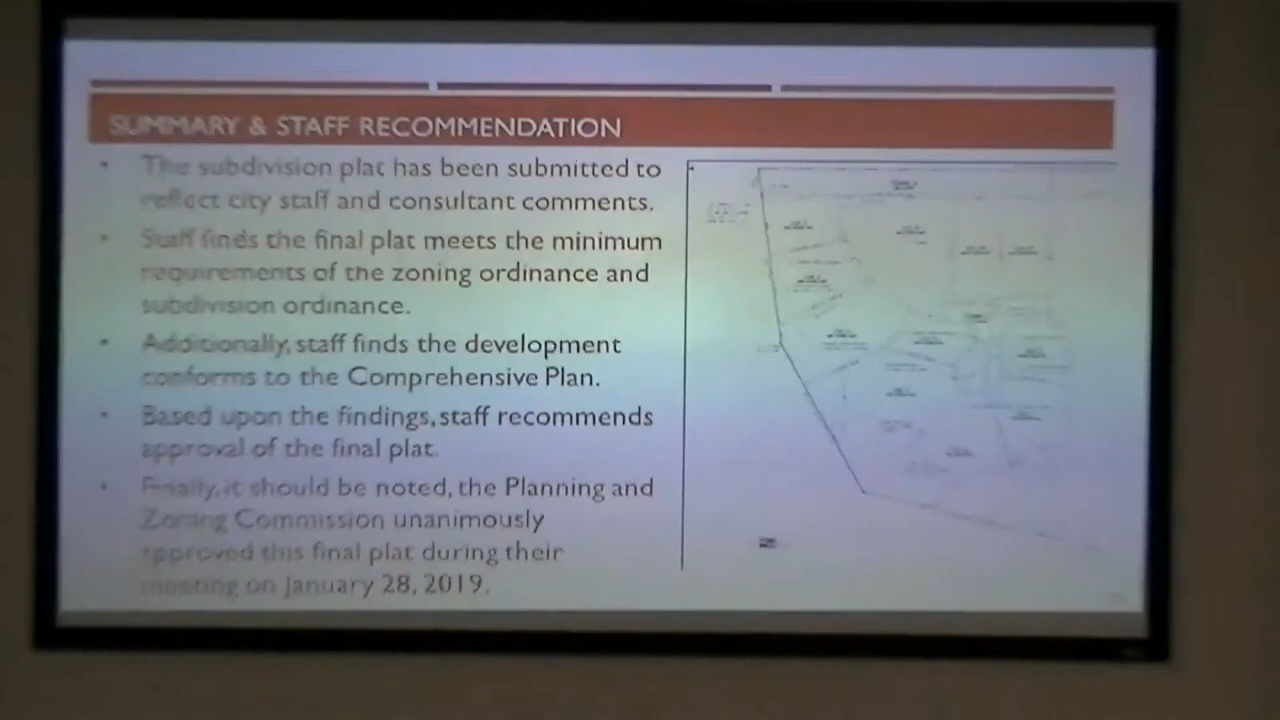 SUMMARY & STAFF RECOMMENDATION
• The subdivision plat has been submitted to
reflect city staff and consultant comments.
• Staff finds the final plat meets the minimum
requirements of the zoning ordinance and
subdivision ordinance.
• Additionally, staff finds the development
conforms to the Comprehensive Plan.
• Based upon the findings, staff recommends
approval of the final plat.
• Finally, it should be noted, the Planning and
Zoning Commission unanimously
approved this final plat during their
meeting on January 28, 2019.